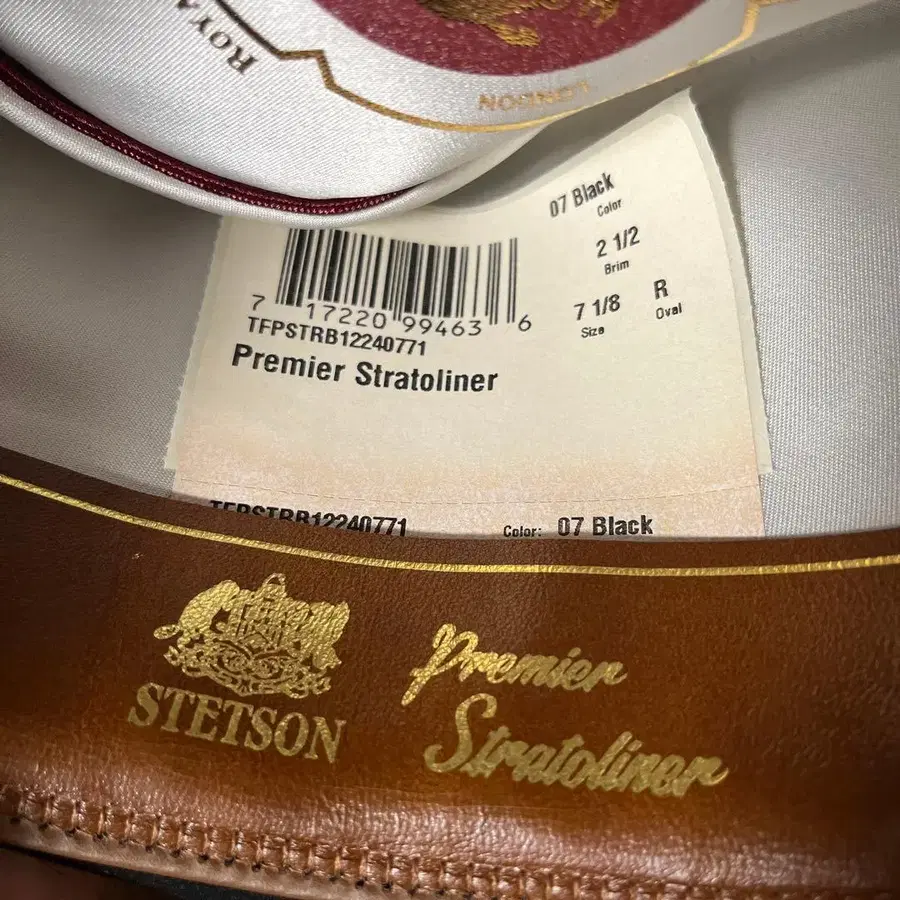 ROYA
LONDON
07 Black
Color
2 1/2
Brim
7 1/8 R
Size Oval
7 17220 99463 6
TFPSTRB12240771
Premier Stratoliner
TFPSTRB12240771 Color: 07 Black
STETSON
Premier
Stratoliner